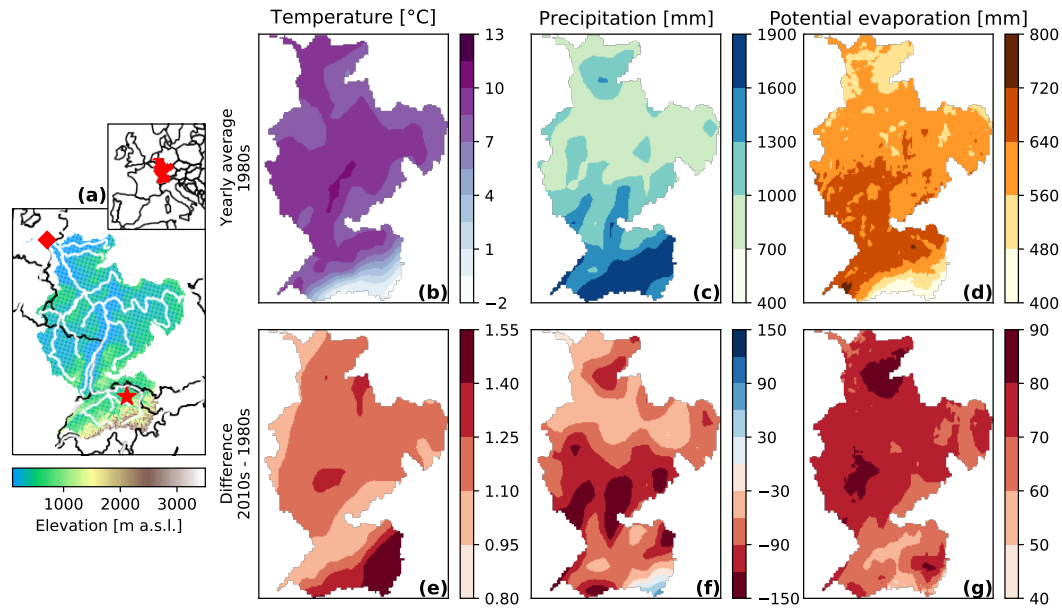 Temperature [°C]
Precipitation [mm]
Potential evaporation [mm]
Yearly average
1980s
13
10
7
4
1
−2
(b)
1900
1600
1300
1000
700
400
(c)
800
720
640
560
480
400
(d)
(a)
1000
2000
3000
Elevation [m a.s.l.]
Difference
2010s - 1980s
1.55
1.40
1.25
1.10
0.95
0.80
(e)
150
90
30
−30
−90
−150
(f)
90
80
70
60
50
40
(g)